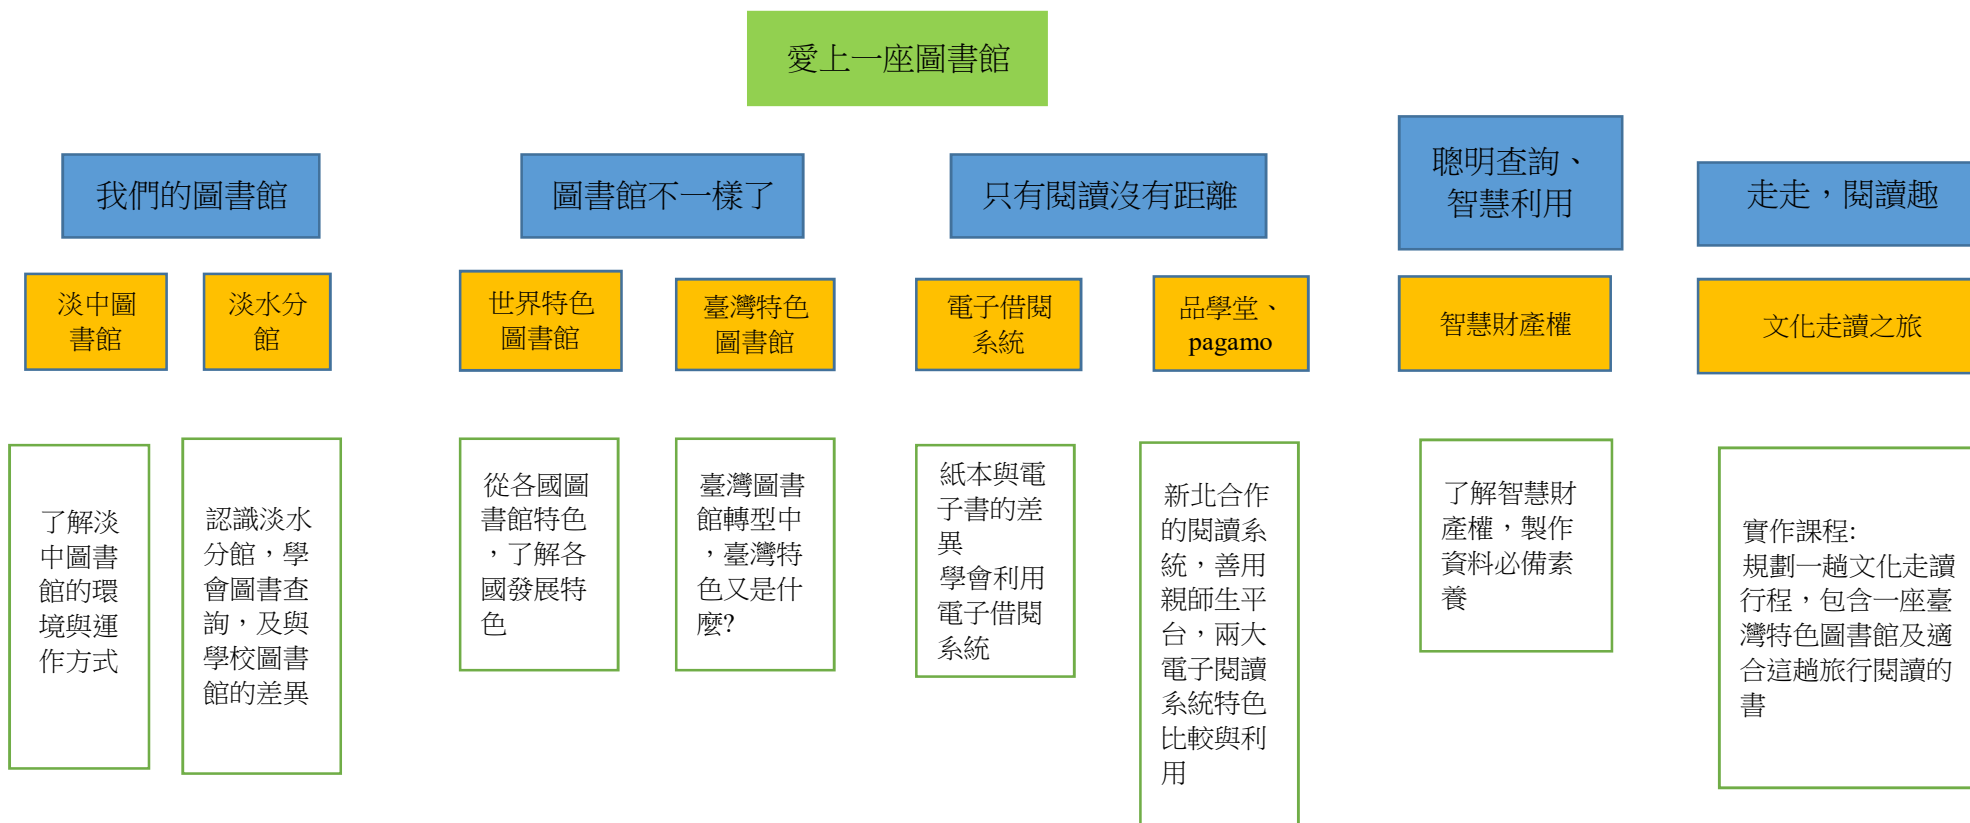 愛上一座圖書館
我們的圖書館
圖書館不一樣了
只有閱讀沒有距離
聰明查詢、
智慧利用
走走，閱讀趣
淡中圖
書館
淡水分
館
世界特色
圖書館
臺灣特色
圖書館
電子借閱
系統
品學堂、
pagamo
智慧財產權
文化走讀之旅
了解淡
中圖書
館的環
境與運
作方式
認識淡水
分館，學
會圖書查
詢，及與
學校圖書
館的差異
從各國圖
書館特色
，了解各
國發展特
色
臺灣圖書
館轉型中
，臺灣特
色又是什
麼?
紙本與電
子書的差
異
學會利用
電子借閱
系統
新北合作
的閱讀系
統，善用
親師生平
台，兩大
電子閱讀
系統特色
比較與利
用
了解智慧財
產權，製作
資料必備素
養
實作課程:
規劃一趟文化走讀
行程，包含一座臺
灣特色圖書館及適
合這趟旅行閱讀的
書